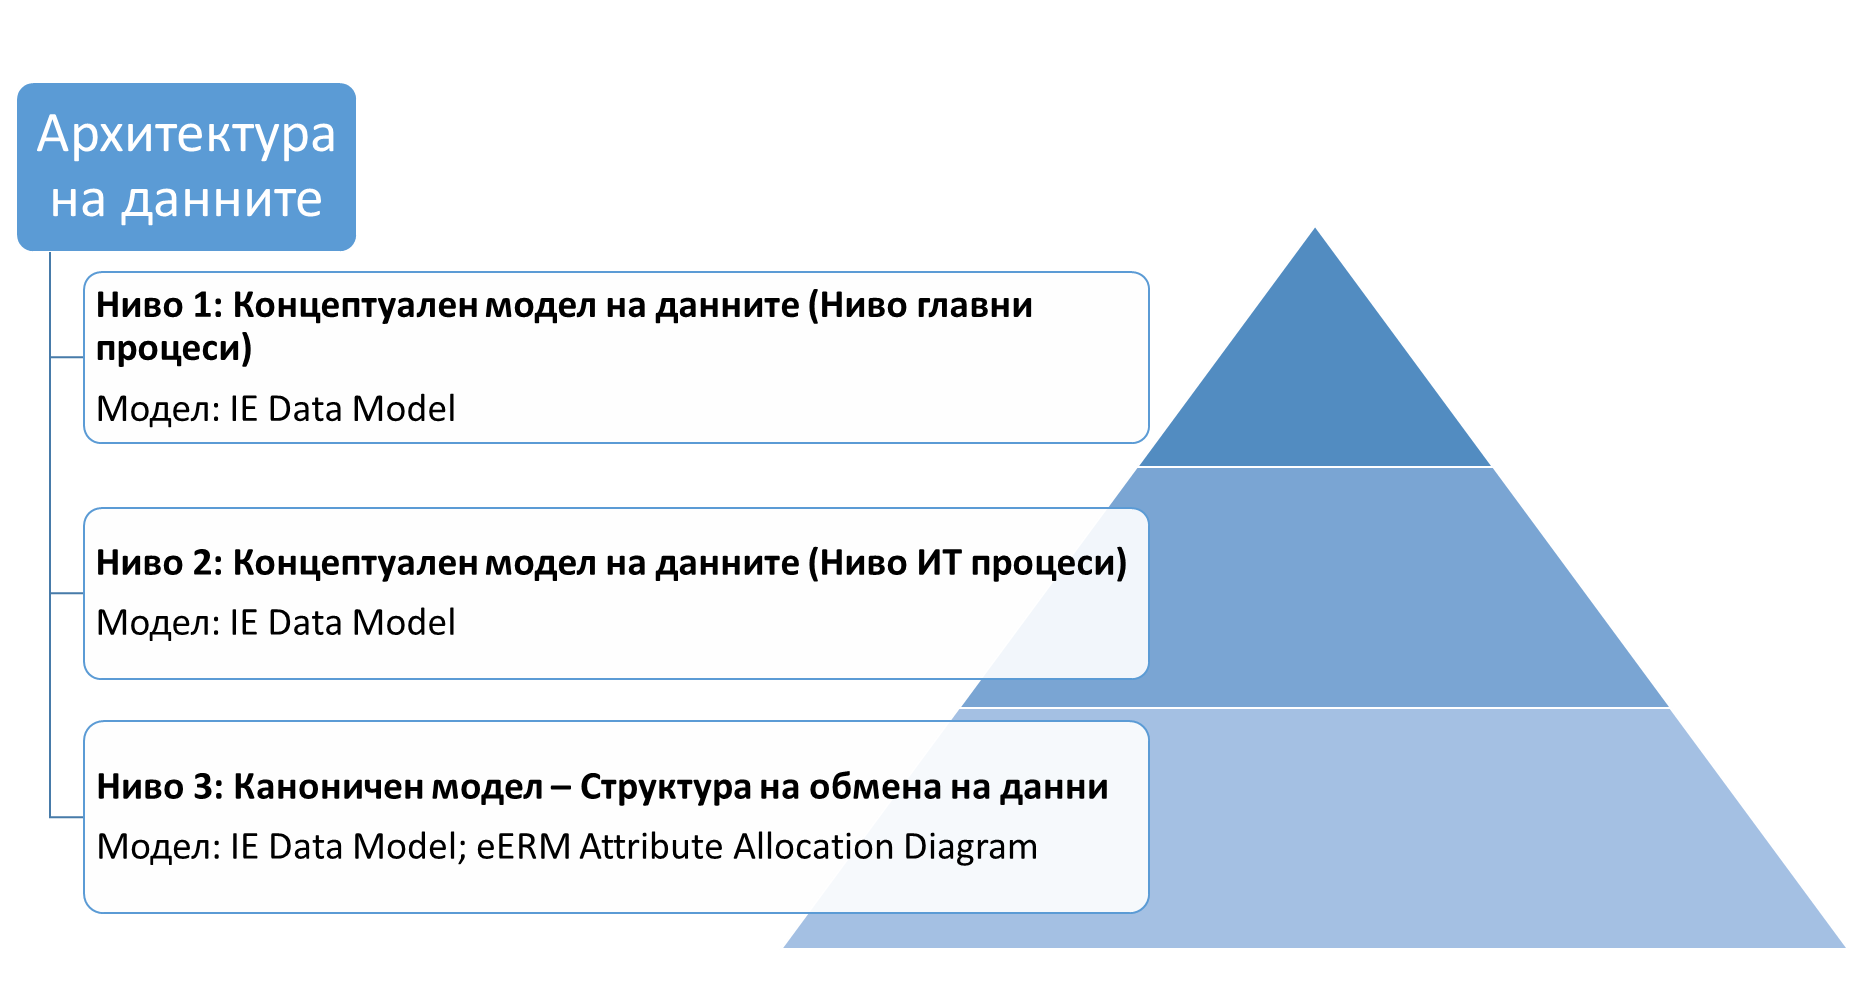 Архитектура
на данните
Ниво 1: Концептуален модел на данните (Ниво главни
процеси)
Модел: IE Data Model
Ниво 2: Концептуален модел на данните (Ниво ИТ процеси)
Модел: IE Data Model
Ниво 3: Каноничен модел – Структура на обмена на данни
Модел: IE Data Model; eERM Attribute Allocation Diagram